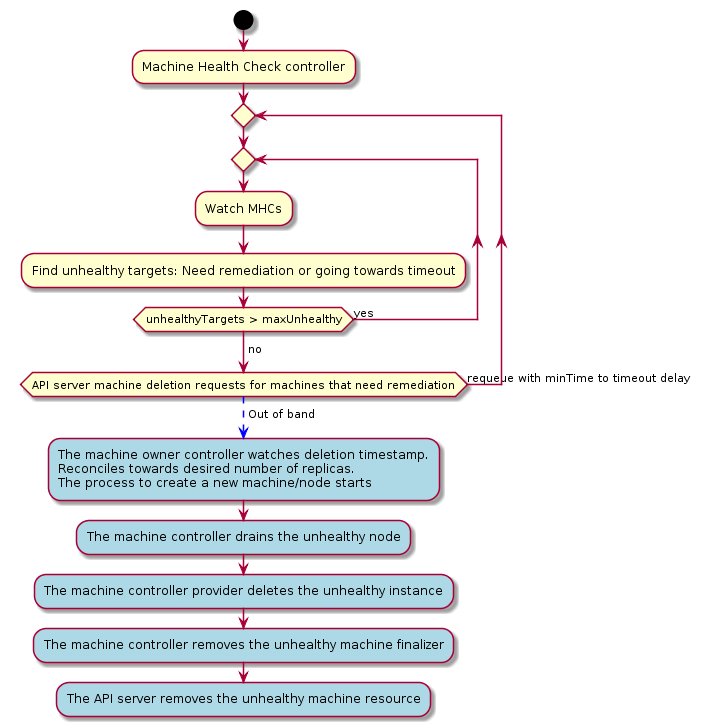 Machine Health Check controller
Watch MHCs
Find unhealthy targets: Need remediation or going towards timeout
unhealthyTargets > maxUnhealthy
yes
no
API server machine deletion requests for machines that need remediation
requeue with minTime to timeout delay
Out of band
The machine owner controller watches deletion timestamp.
Reconciles towards desired number of replicas.
The process to create a new machine/node starts
The machine controller drains the unhealthy node
The machine controller provider deletes the unhealthy instance
The machine controller removes the unhealthy machine finalizer
The API server removes the unhealthy machine resource